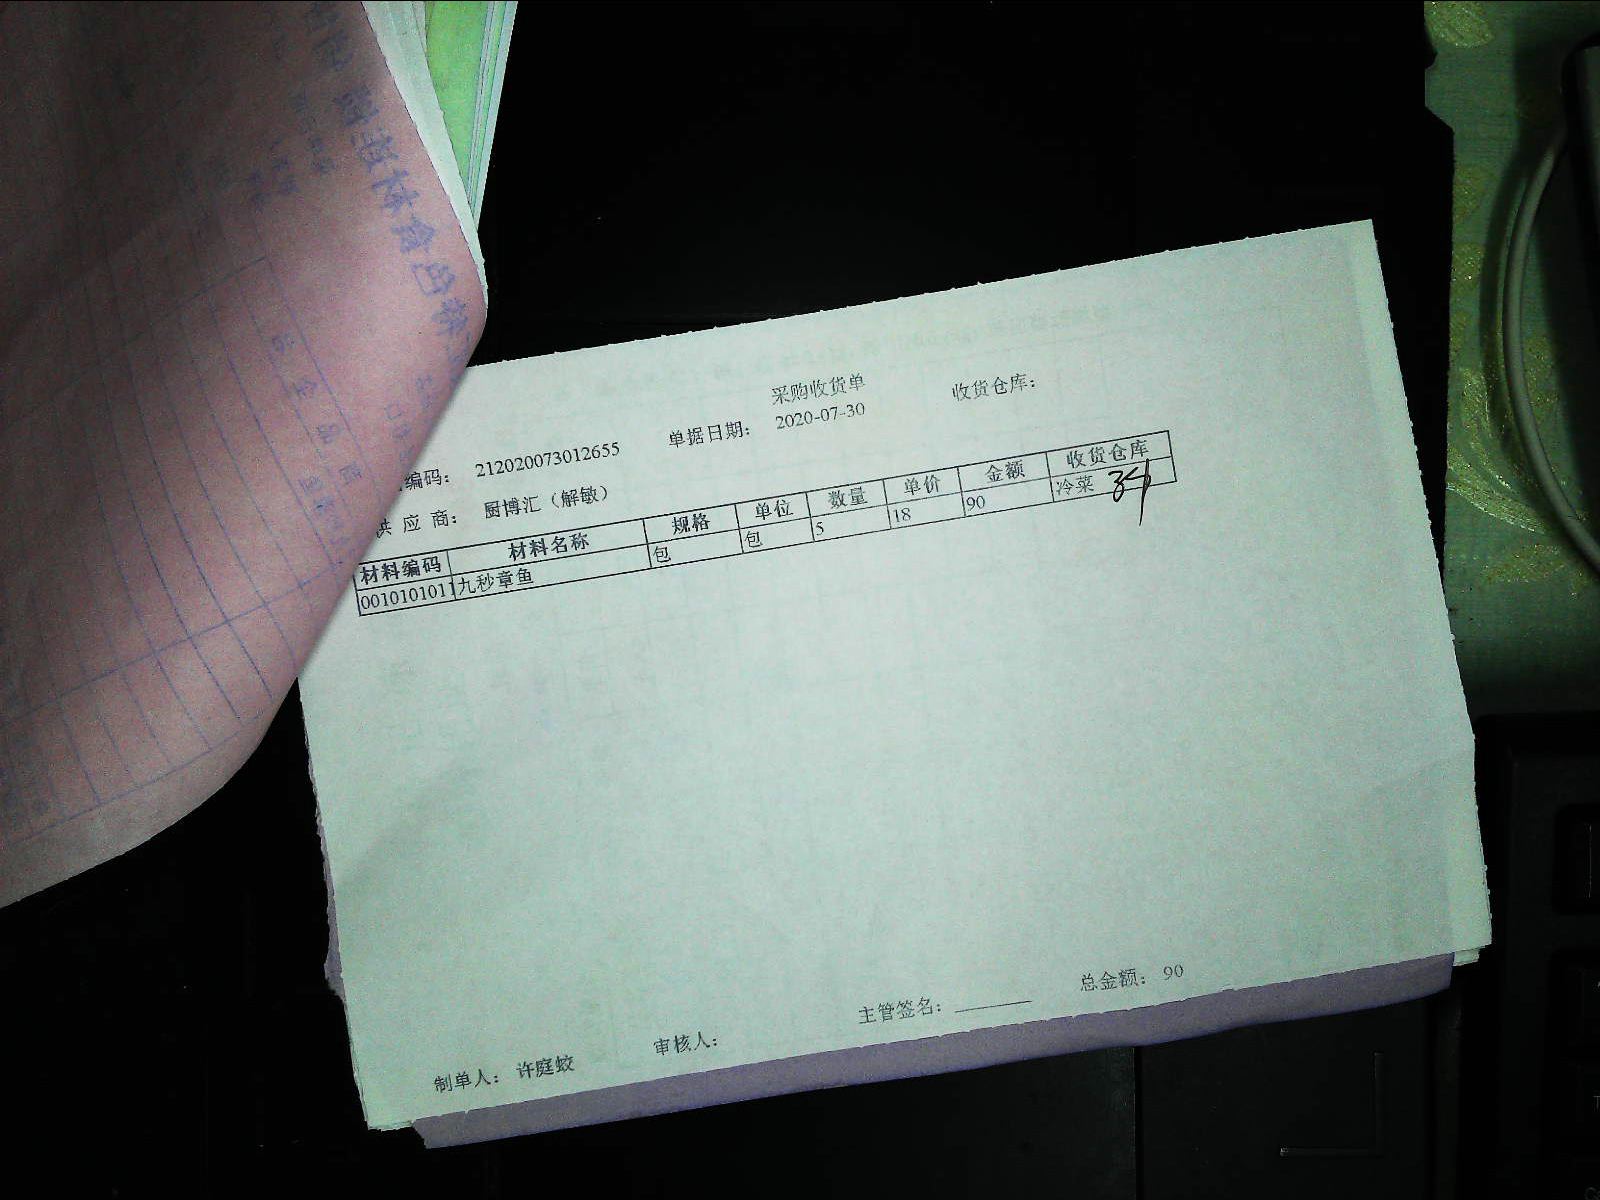 采购收货单
编码： 212020073012655 单据日期： 2020-07-30 收货仓库：
供 应 商： 厨博汇（解敏）
材料编码 材料名称 规格 单位 数量 单价 金额 收货仓库
0010101011 九秒章鱼 包 包 5 18 90 冷菜
制单人： 许庭蛟 审核人： 主管签名： 总金额： 90